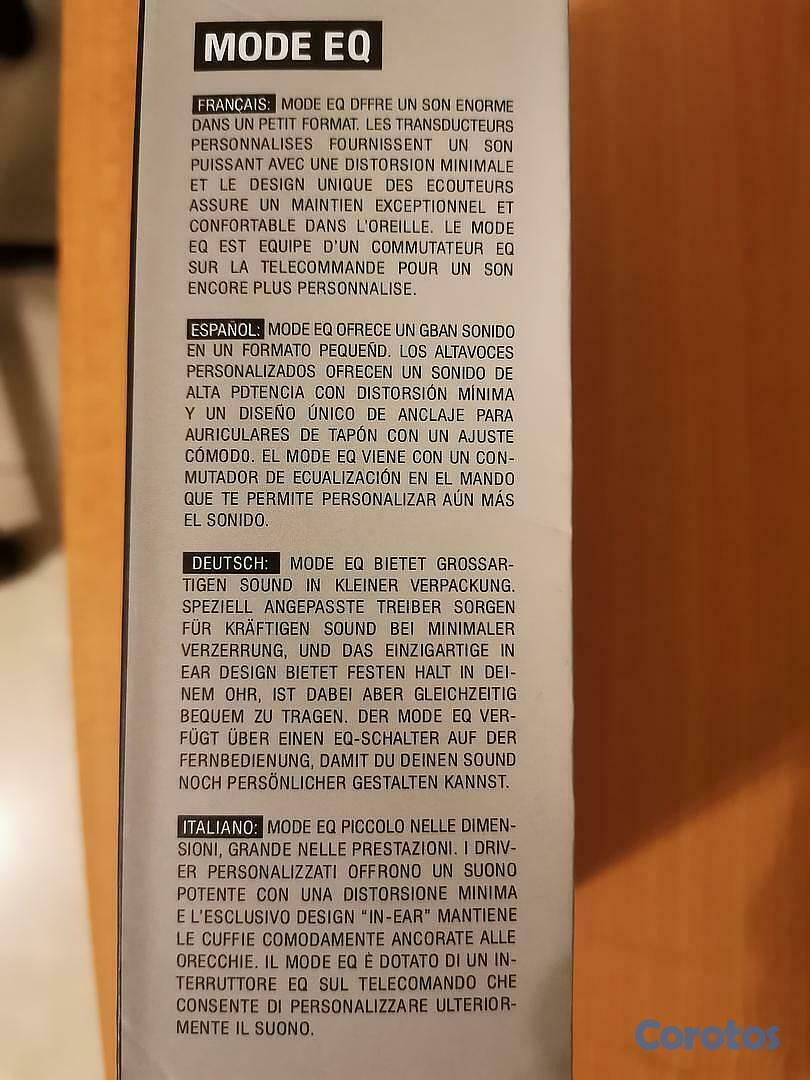 MODE EQ
FRANÇAIS: MODE EQ DFFRE UN SON ENORME
DANS UN PETIT FORMAT. LES TRANSDUCTEURS
PERSONNALISES FOURNISSENT UN SON
PUISSANT AVEC UNE DISTORSION MINIMALE
ET LE DESIGN UNIQUE DES ECOUTEURS
ASSURE UN MAINTIEN EXCEPTIONNEL ET
CONFORTABLE DANS L'OREILLE. LE MODE
EQ EST EQUIPE D'UN COMMUTATEUR EQ
SUR LA TELECOMMANDE POUR UN SON
ENCORE PLUS PERSONNALISE.
ESPAÑOL: MODE EQ OFRECE UN GBAN SONIDO
EN UN FORMATO PEQUEÑD. LOS ALTAVOCES
PERSONALIZADOS OFRECEN UN SONIDO DE
ALTA PDTENCIA CON DISTORSIÓN MÍNIMA
Y UN DISEÑO ÚNICO DE ANCLAJE PARA
AURICULARES DE TAPÓN CON UN AJUSTE
CÓMODO. EL MODE EQ VIENE CON UN CON-
MUTADOR DE ECUALIZACIÓN EN EL MANDO
QUE TE PERMITE PERSONALIZAR AÚN MÁS
EL SONIDO.
DEUTSCH: MODE EQ BIETET GROSSAR-
TIGEN SOUND IN KLEINER VERPACKUNG.
SPEZIELL ANGEPASSTE TREIBER SORGEN
FÜR KRÄFTIGEN SOUND BEI MINIMALER
VERZERRUNG, UND DAS EINZIGARTIGE IN
EAR DESIGN BIETET FESTEN HALT IN DEI-
NEM OHR, IST DABEI ABER GLEICHZEITIG
BEQUEM ZU TRAGEN. DER MODE EQ VER-
FÜGT ÜBER EINEN EQ-SCHALTER AUF DER
FERNBEDIENUNG, DAMIT DU DEINEN SOUND
NOCH PERSÖNLICHER GESTALTEN KANNST.
ITALIANO: MODE EQ PICCOLO NELLE DIMEN-
SIONI, GRANDE NELLE PRESTAZIONI. I DRIV-
ER PERSONALIZZATI OFFRONO UN SUONO
POTENTE CON UNA DISTORSIONE MINIMA
E L'ESCLUSIVO DESIGN "IN-EAR" MANTIENE
LE CUFFIE COMODAMENTE ANCORATE ALLE
ORECCHIE. IL MODE EQ È DOTATO DI UN IN-
TERRUTTORE EQ SUL TELECOMANDO CHE
CONSENTE DI PERSONALIZZARE ULTERIOR-
MENTE IL SUONO.
Corotos